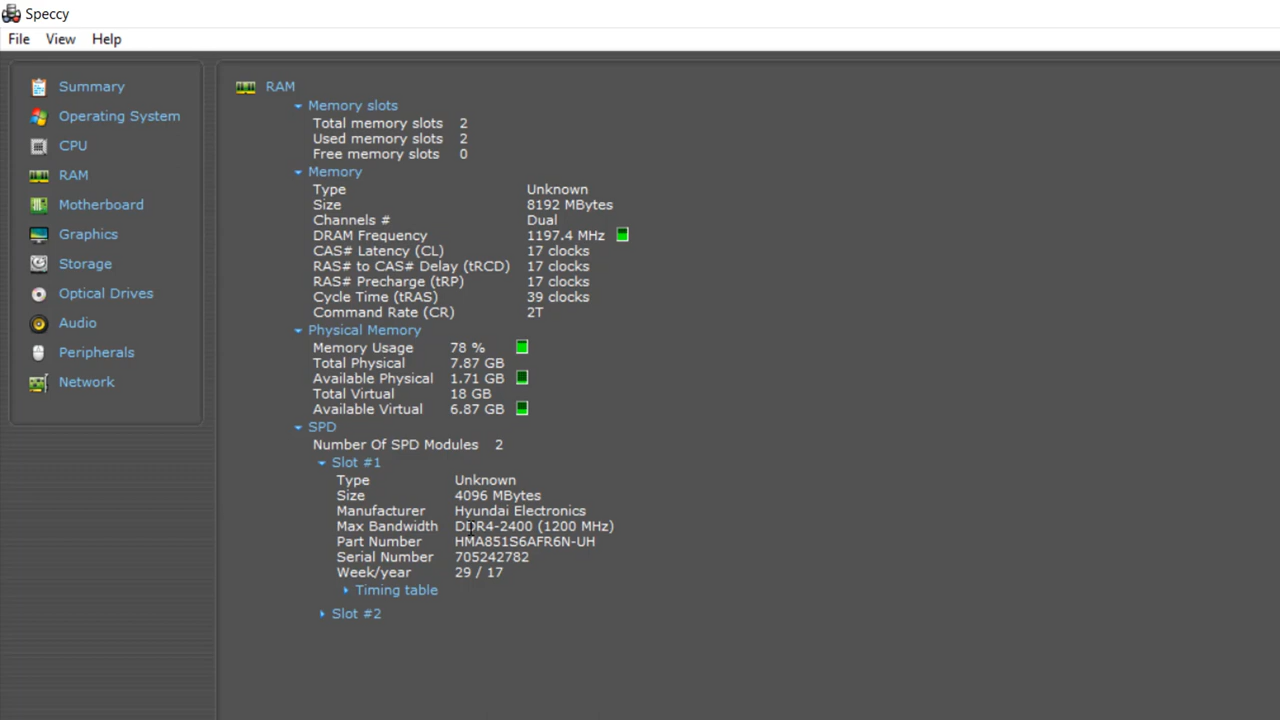 Speccy
File View Help
Summary
Operating System
CPU
RAM
Motherboard
Graphics
Storage
Optical Drives
Audio
Peripherals
Network
RAM
Memory slots
Total memory slots 2
Used memory slots 2
Free memory slots 0
Memory
Type Unknown
Size 8192 MBytes
Channels # Dual
DRAM Frequency 1197.4 MHz
CAS# Latency (CL) 17 clocks
RAS# to CAS# Delay (tRCD) 17 clocks
RAS# Precharge (tRP) 17 clocks
Cycle Time (tRAS) 39 clocks
Command Rate (CR) 2T
Physical Memory
Memory Usage 78 %
Total Physical 7.87 GB
Available Physical 1.71 GB
Total Virtual 18 GB
Available Virtual 6.87 GB
SPD
Number Of SPD Modules 2
Slot #1
Type Unknown
Size 4096 MBytes
Manufacturer Hyundai Electronics
Max Bandwidth DDR4-2400 (1200 MHz)
Part Number HMA851S6AFR6N-UH
Serial Number 705242782
Week/year 29 / 17
Timing table
Slot #2